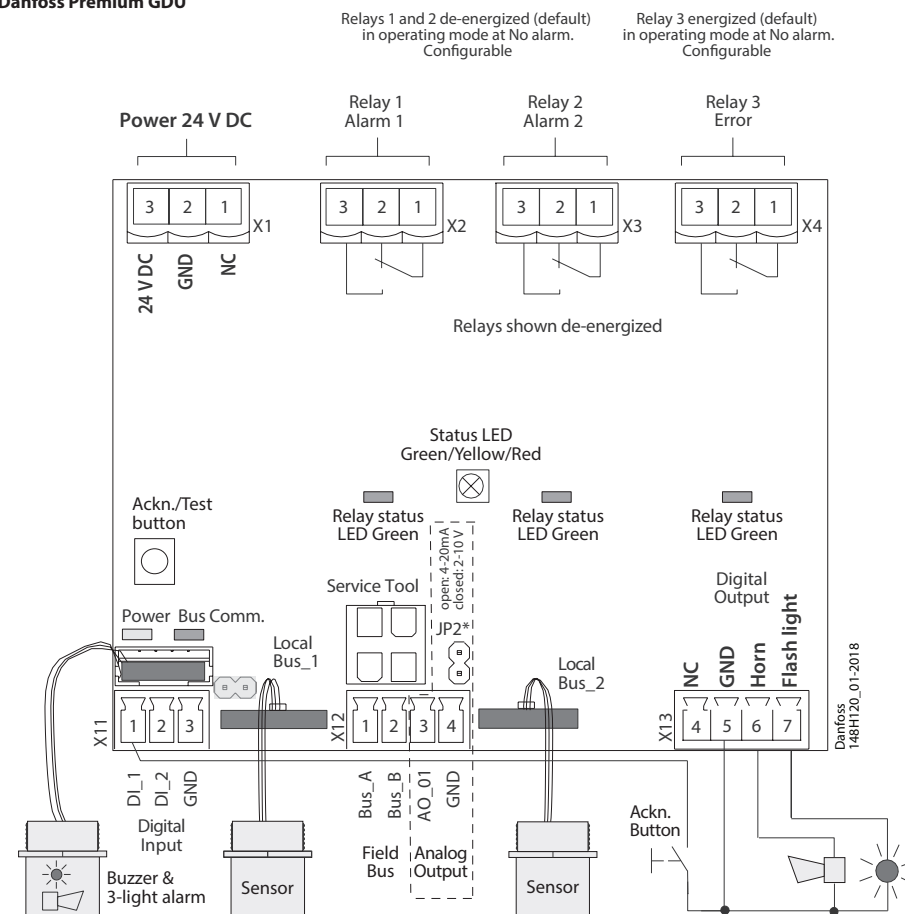 Danfoss Premium GDU
Relays 1 and 2 de-energized (default)
in operating mode at No alarm.
Configurable
Relay 3 energized (default)
in operating mode at No alarm.
Configurable
Power 24 V DC
Relay 1
Alarm 1
Relay 2
Alarm 2
Relay 3
Error
3 2 1
X1
3 2 1
X2
3 2 1
X3
3 2 1
X4
24 V DC
GND
NC
Relays shown de-energized
Status LED
Green/Yellow/Red
Ackn./Test
button
Relay status
LED Green
Relay status
LED Green
Relay status
LED Green
open: 4-20mA
closed: 2-10 V
Service Tool
JP2*
Digital
Output
Power
Bus Comm.
Local
Bus_1
Local
Bus_2
NC
GND
Horn
Flash light
X11
1 2 3
X12
1 2 3 4
X13
4 5 6 7
Danfoss
148H120_01-2018
DI_1
DI_2
GND
Digital
Input
Bus_A
Bus_B
AO_01
GND
Field
Bus
Analog
Output
Ackn.
Button
Buzzer &
3-light alarm
Sensor
Sensor